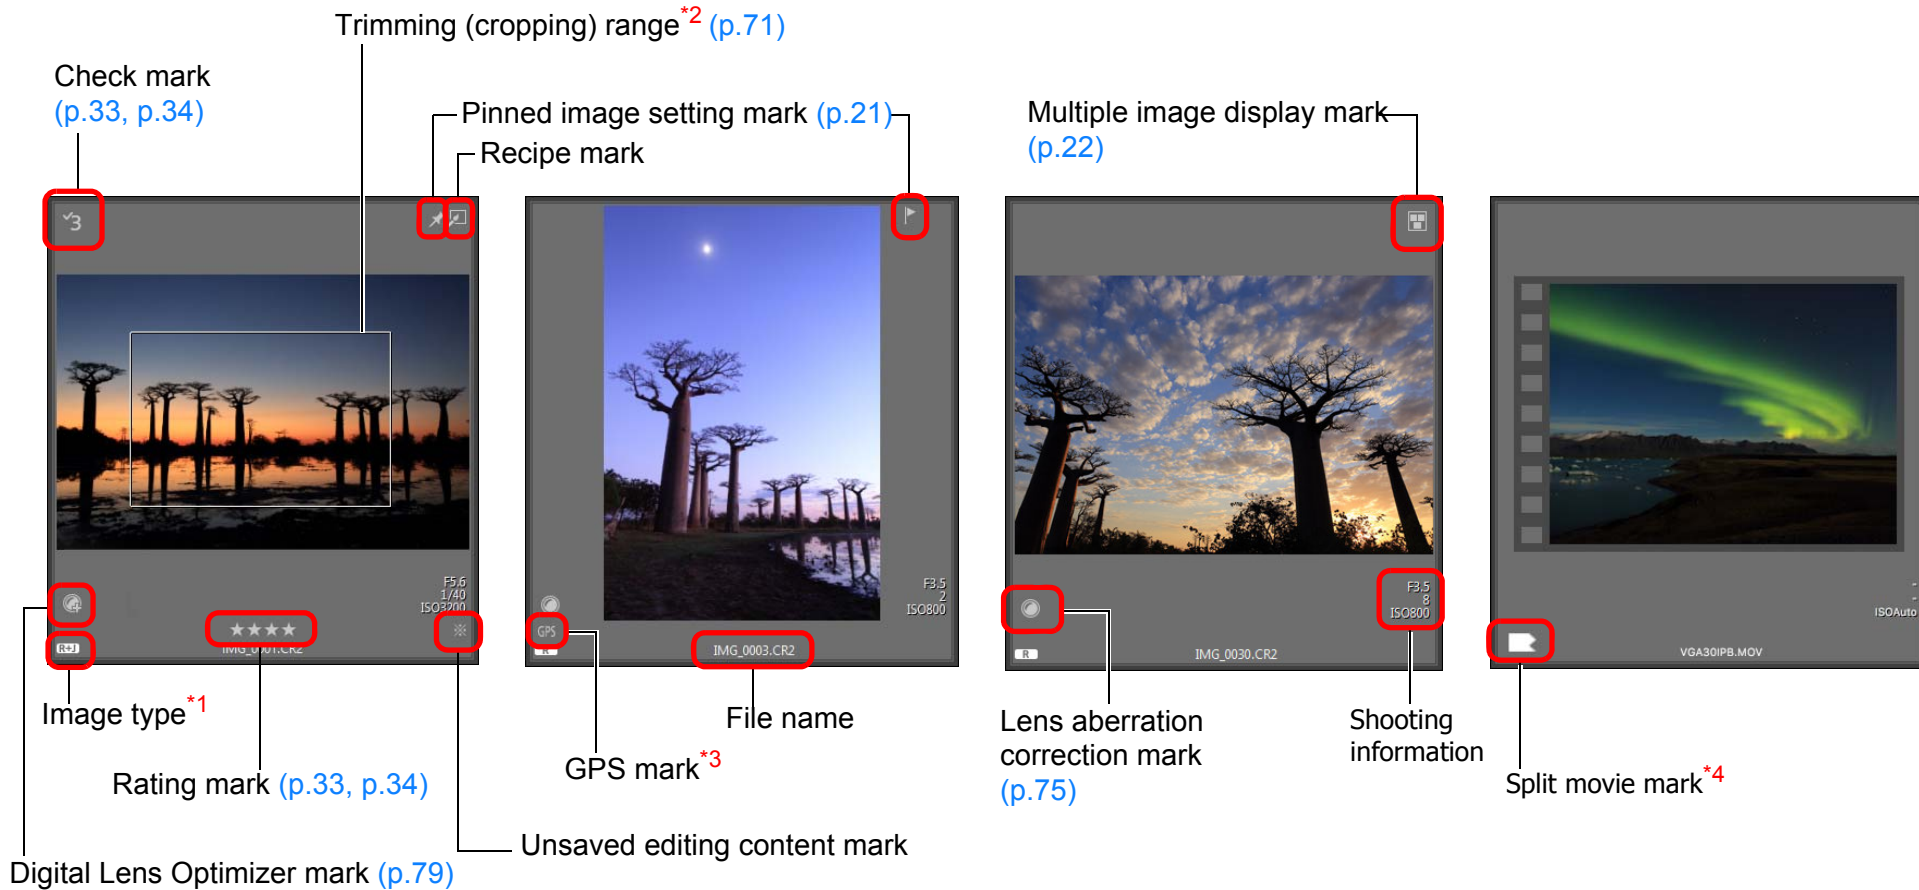 Trimming (cropping) range*2 (p.71)
Check mark
(p.33, p.34)
Pinned image setting mark (p.21)
Recipe mark
Multiple image display mark
(p.22)
3
F5.6
1/40
ISO3200
★★★★
※
R+J
IMG_0001.CR2
F3.5
2
ISO800
GPS
R
IMG_0003.CR2
F3.5
8
ISO800
R
IMG_0030.CR2
ISOAuto
VGA30IPB.MOV
Image type*1
File name
GPS mark*3
Lens aberration
correction mark
(p.75)
Shooting
information
Split movie mark*4
Rating mark (p.33, p.34)
Unsaved editing content mark
Digital Lens Optimizer mark (p.79)